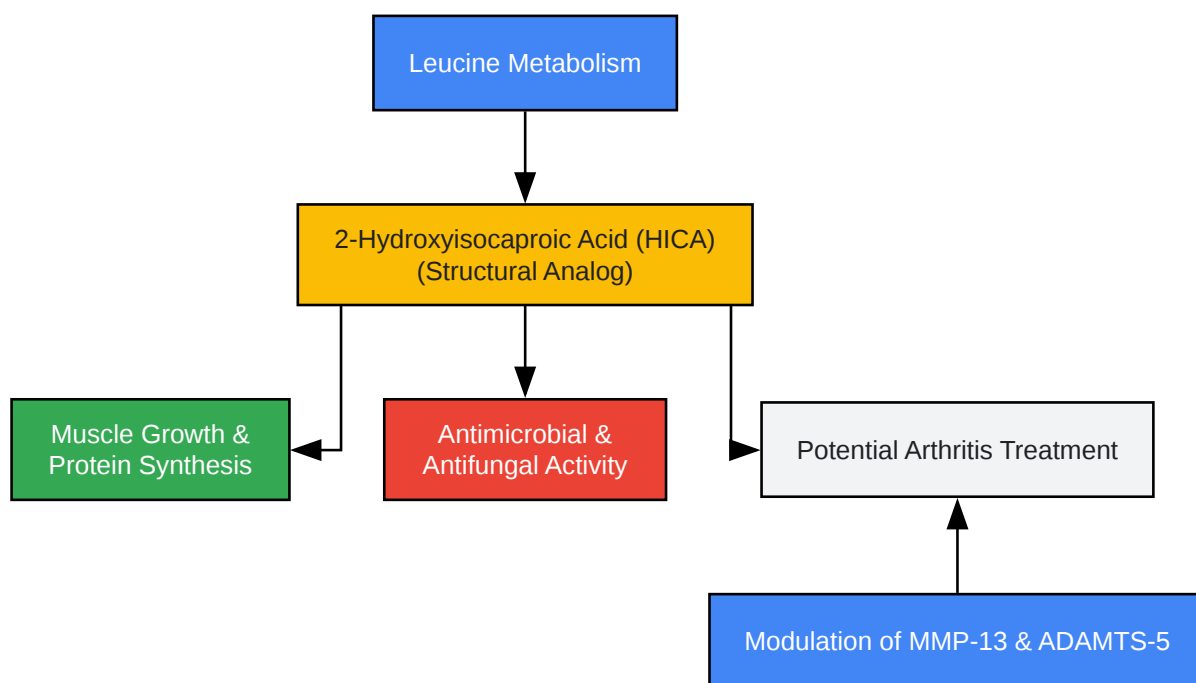 Leucine Metabolism
2-Hydroxyisocaproic Acid (HICA)
(Structural Analog)
Muscle Growth &
Protein Synthesis
Antimicrobial &
Antifungal Activity
Potential Arthritis Treatment
Modulation of MMP-13 & ADAMTS-5